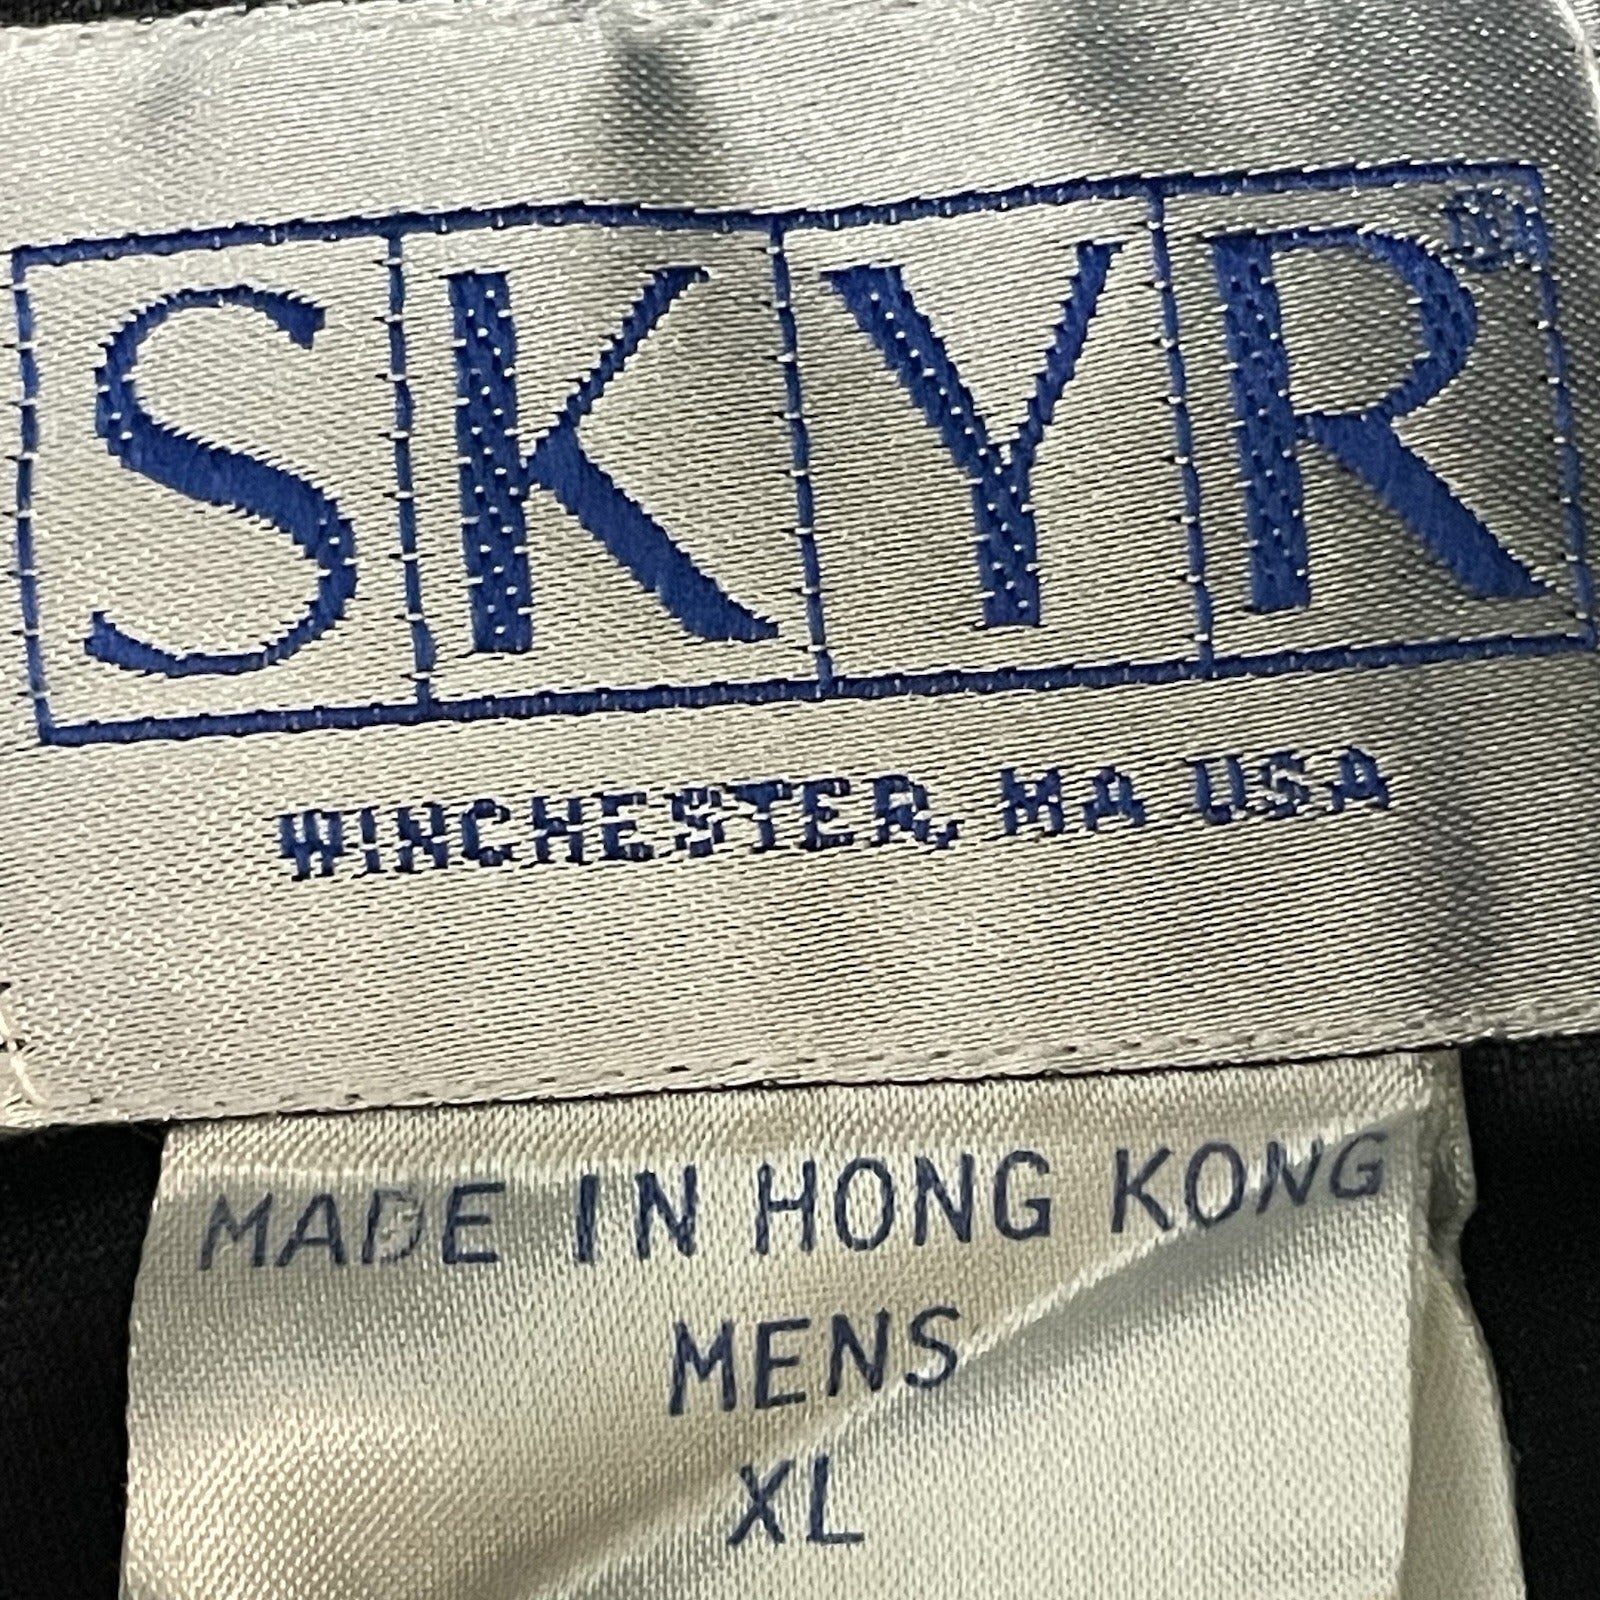 SKYR
WINCHESTER, MA USA
MADE IN HONG KONG
MENS
XL